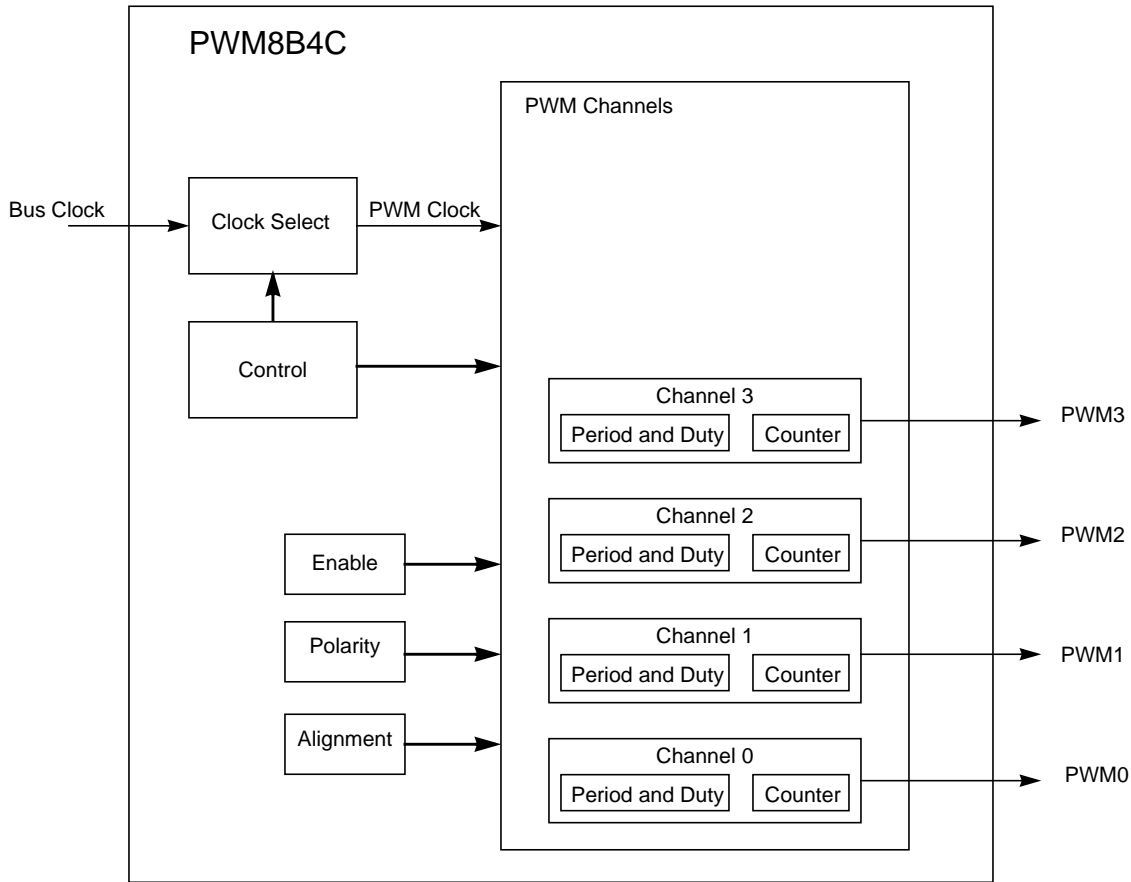 PWM8B4C
PWM Channels
Bus Clock
Clock Select
PWM Clock
Control
Channel 3
Period and Duty
Counter
PWM3
Channel 2
Period and Duty
Counter
PWM2
Enable
Channel 1
Period and Duty
Counter
PWM1
Polarity
Alignment
Channel 0
Period and Duty
Counter
PWM0